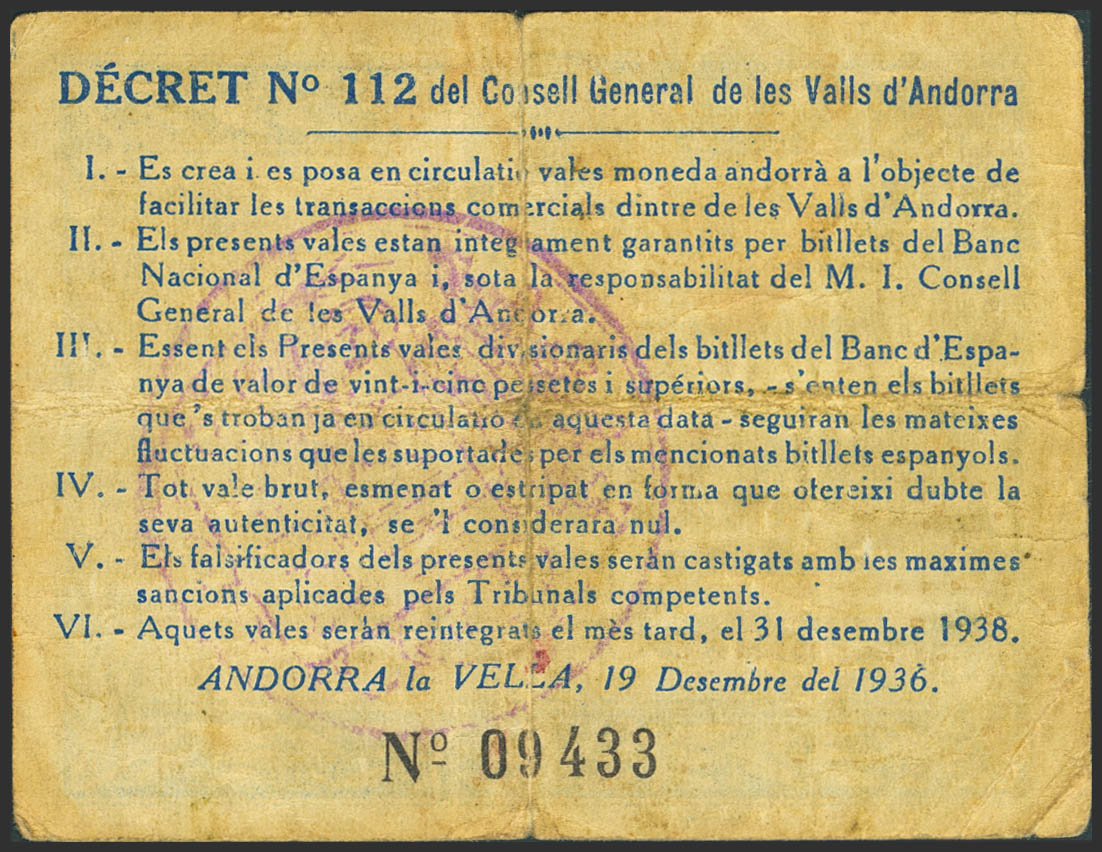 DÉCRET Nº 112 del Consell General de les Valls d'Andorra
I. - Es crea i es posa en circulatio vales moneda andorrà a l'objecte de
facilitar les transaccions comercials dintre de les Valls d'Andorra.
II. - Els presents vales estan integrament garantits per bitllets del Banc
Nacional d'Espanya i, sota la responsabilitat del M. I. Consell
General de les Valls d'Andorra.
III. - Essent els Presents vales divisionaris dels bitllets del Banc d'Espa-
nya de valor de vint-i-cinc pessetes i supériors, - s'enten els bitllets
que 's troban ja en circulatio en aquesta data - seguiran les mateixes
fluctuacions que les suportades per els mencionats bitllets espanyols.
IV. - Tot vale brut, esmenat o estripat en forma que otereixi dubte la
seva autenticitat, se 'l considerara nul.
V. - Els falsificadors dels presents vales seràn castigats amb les maximes
sancions aplicades pels Tribunals competents.
VI. - Aquets vales seràn reintegrats el mès tard, el 31 desembre 1938.
ANDORRA la VELLA, 19 Desembre del 1936.
Nº 09433